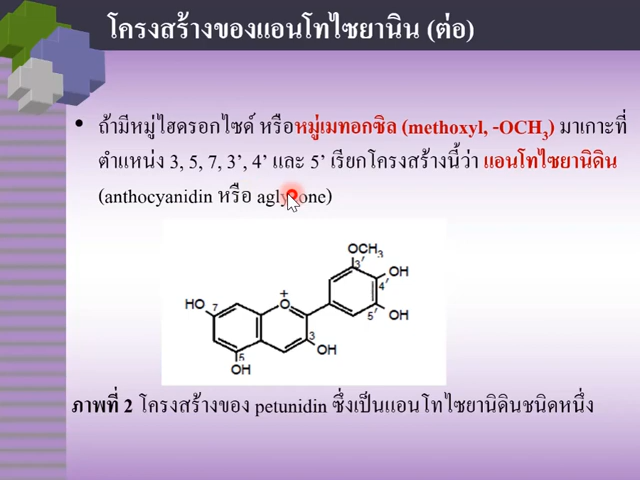 โครงสร้างของแอนโทไซยานิน (ต่อ)
• ถ้ามีหมู่ไฮดรอกไซด์ หรือหมู่เมทอกซิล (methoxyl, -OCH₃) มาเกาะที่
ตำแหน่ง 3, 5, 7, 3’, 4’ และ 5’ เรียกโครงสร้างนี้ว่า แอนโทไซยานิดิน
(anthocyanidin หรือ aglycone)
OCH₃
3′
OH
4′
HO
7
+
O
5′
OH
3
OH
5
OH
ภาพที่ 2 โครงสร้างของ petunidin ซึ่งเป็นแอนโทไซยานิดินชนิดหนึ่ง